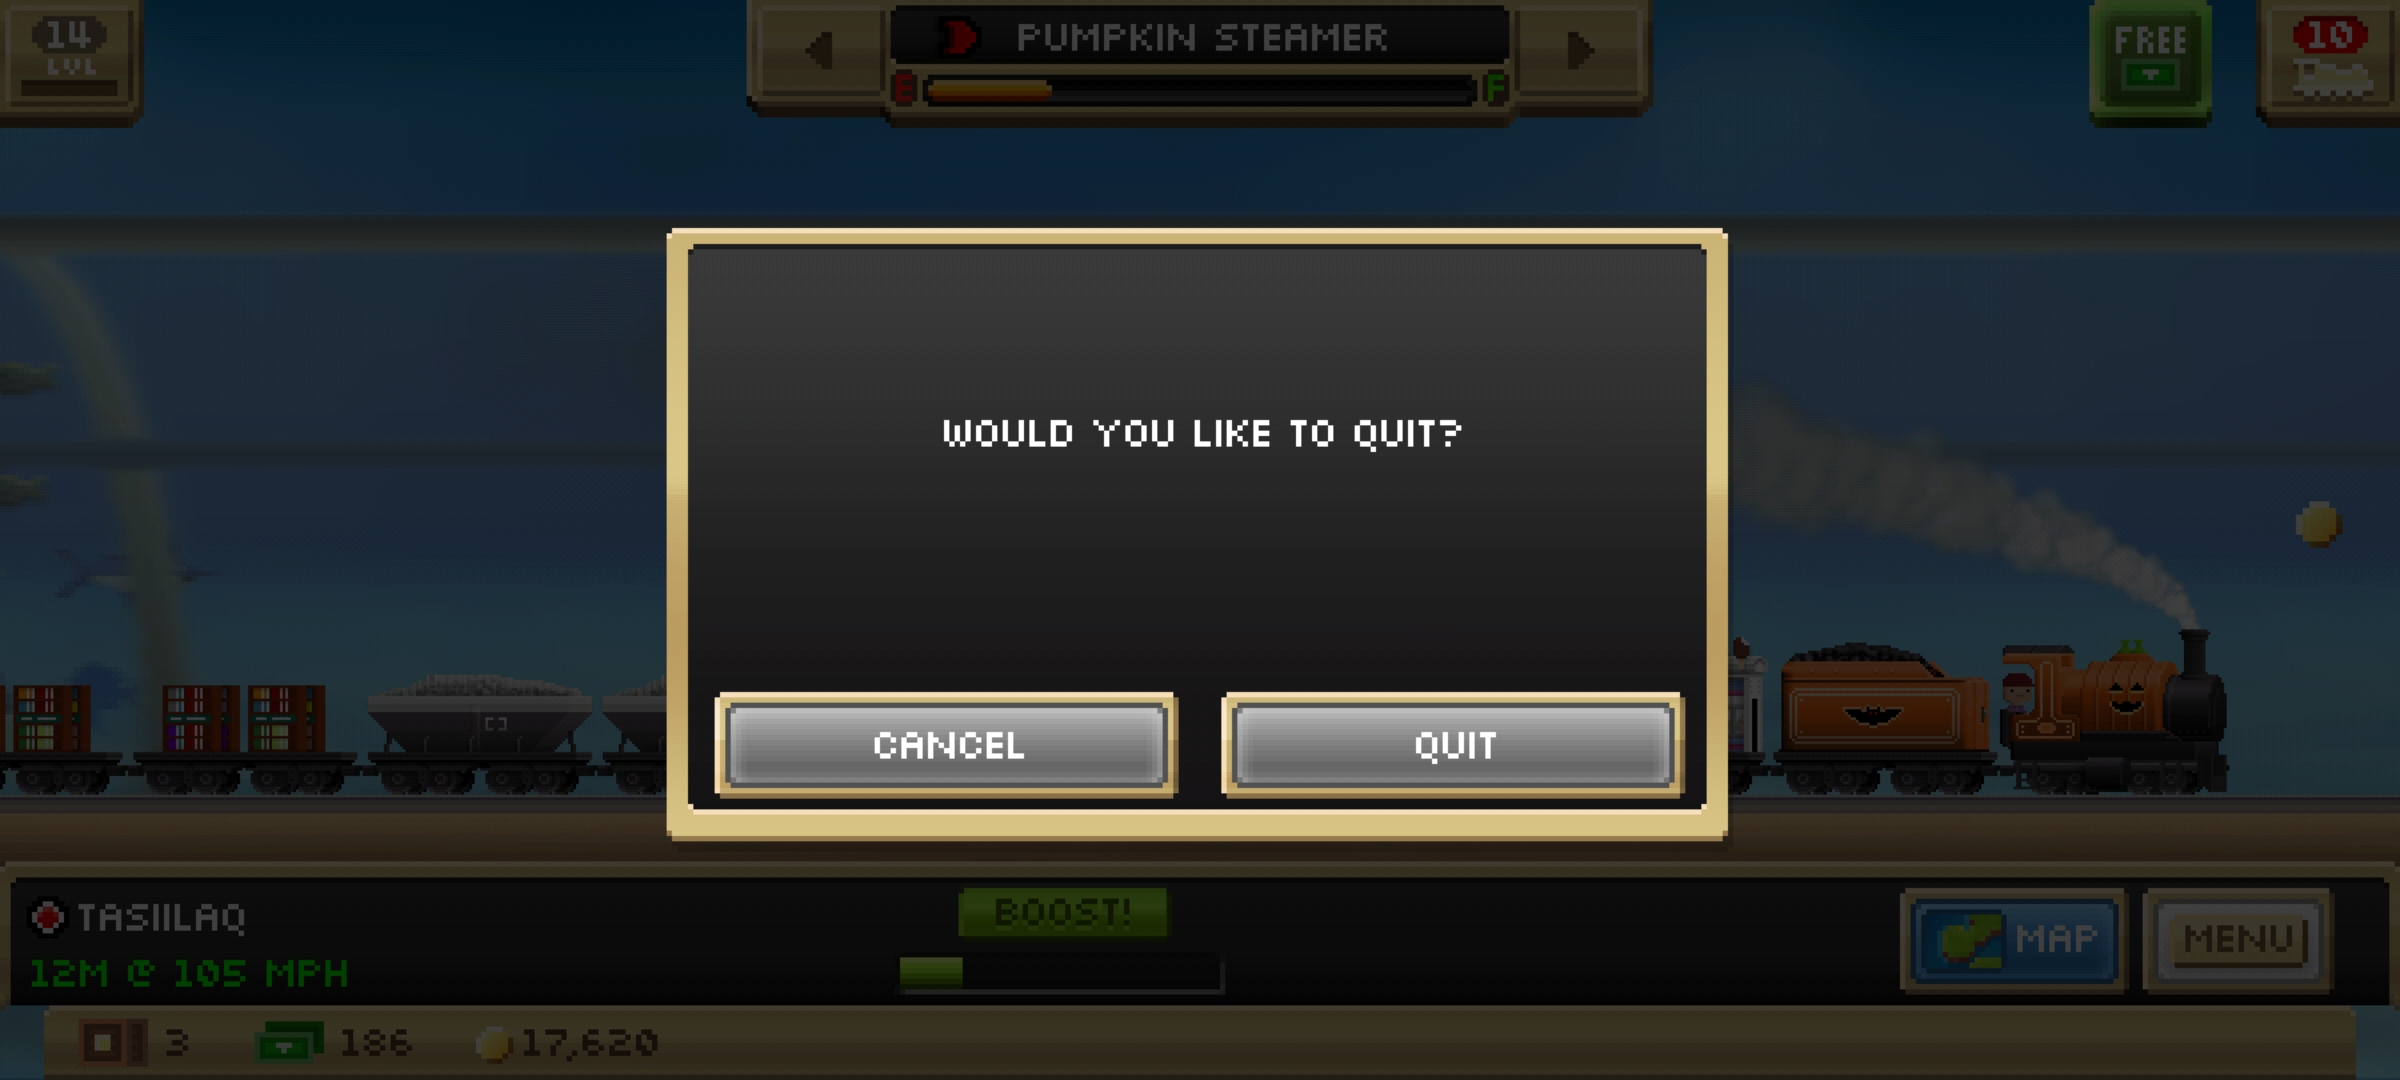 14
LVL
PUMPKIN STEAMER
E F
FREE
10
WOULD YOU LIKE TO QUIT?
CANCEL
QUIT
TASIILAQ
12M @ 105 MPH
BOOST!
MAP
MENU
3
186
17,620